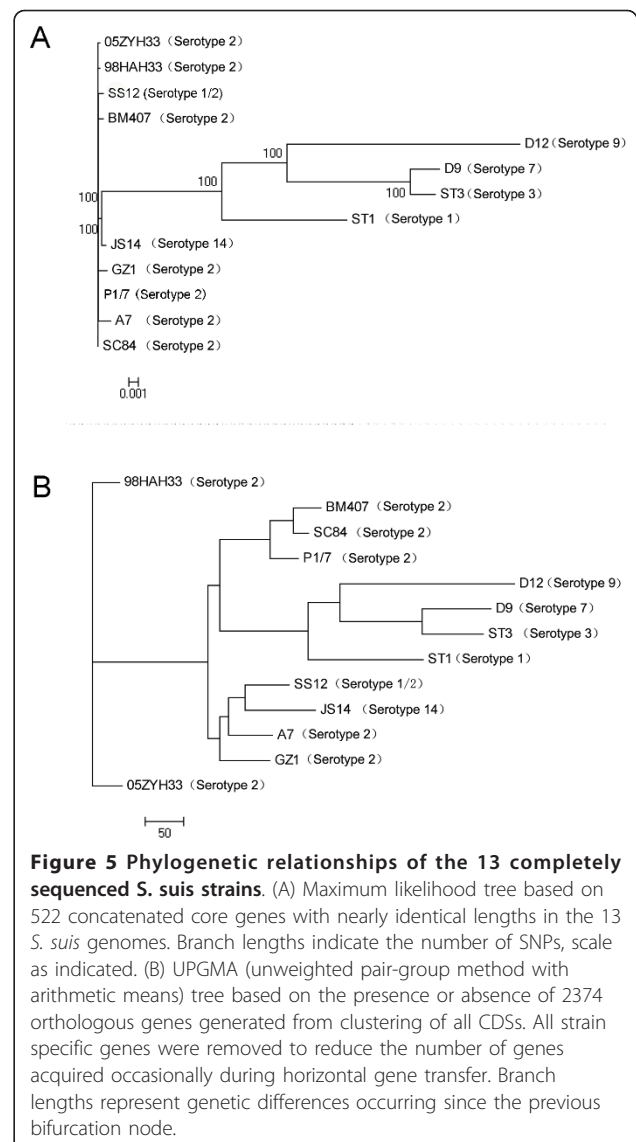 A
05ZYH33（Serotype 2）
98HAH33（Serotype 2）
SS12 (Serotype 1/2)
BM407（Serotype 2）
100
D12（Serotype 9）
D9（Serotype 7）
100
100
ST3（Serotype 3）
100
ST1（Serotype 1）
100
JS14（Serotype 14）
GZ1（Serotype 2）
P1/7 (Serotype 2）
A7（Serotype 2）
SC84（Serotype 2）
0.001
B
98HAH33（Serotype 2）
BM407（Serotype 2）
SC84（Serotype 2）
P1/7（Serotype 2）
D12（Serotype 9）
D9（Serotype 7）
ST3（Serotype 3）
ST1（Serotype 1）
SS12（Serotype 1/2）
JS14（Serotype 14）
A7（Serotype 2）
GZ1（Serotype 2）
05ZYH33（Serotype 2）
50
Figure 5 Phylogenetic relationships of the 13 completely
sequenced S. suis strains. (A) Maximum likelihood tree based on
522 concatenated core genes with nearly identical lengths in the 13
S. suis genomes. Branch lengths indicate the number of SNPs, scale
as indicated. (B) UPGMA (unweighted pair-group method with
arithmetic means) tree based on the presence or absence of 2374
orthologous genes generated from clustering of all CDSs. All strain
specific genes were removed to reduce the number of genes
acquired occasionally during horizontal gene transfer. Branch
lengths represent genetic differences occurring since the previous
bifurcation node.